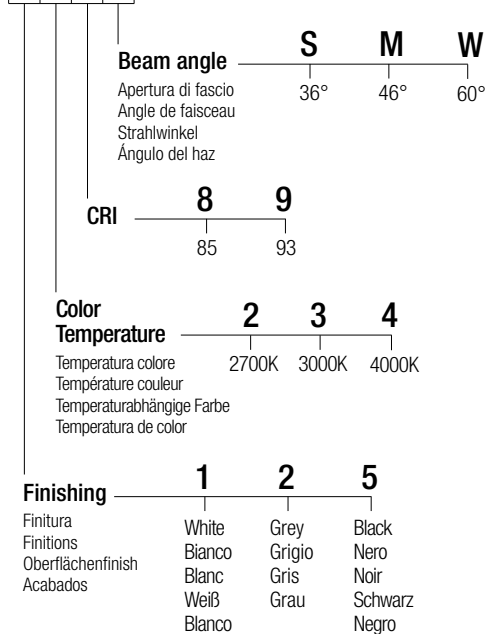 S M W
Beam angle
36° 46° 60°
Apertura di fascio
Angle de faisceau
Strahlwinkel
Ángulo del haz
8 9
CRI
85 93
Color
Temperature
2 3 4
2700K 3000K 4000K
Temperatura colore
Température couleur
Temperaturabhängige Farbe
Temperatura de color
1 2 5
Finishing
Finitura
Finitions
Oberflächenfinish
Acabados
White Grey Black
Bianco Grigio Nero
Blanc Gris Noir
Weiß Grau Schwarz
Blanco Negro